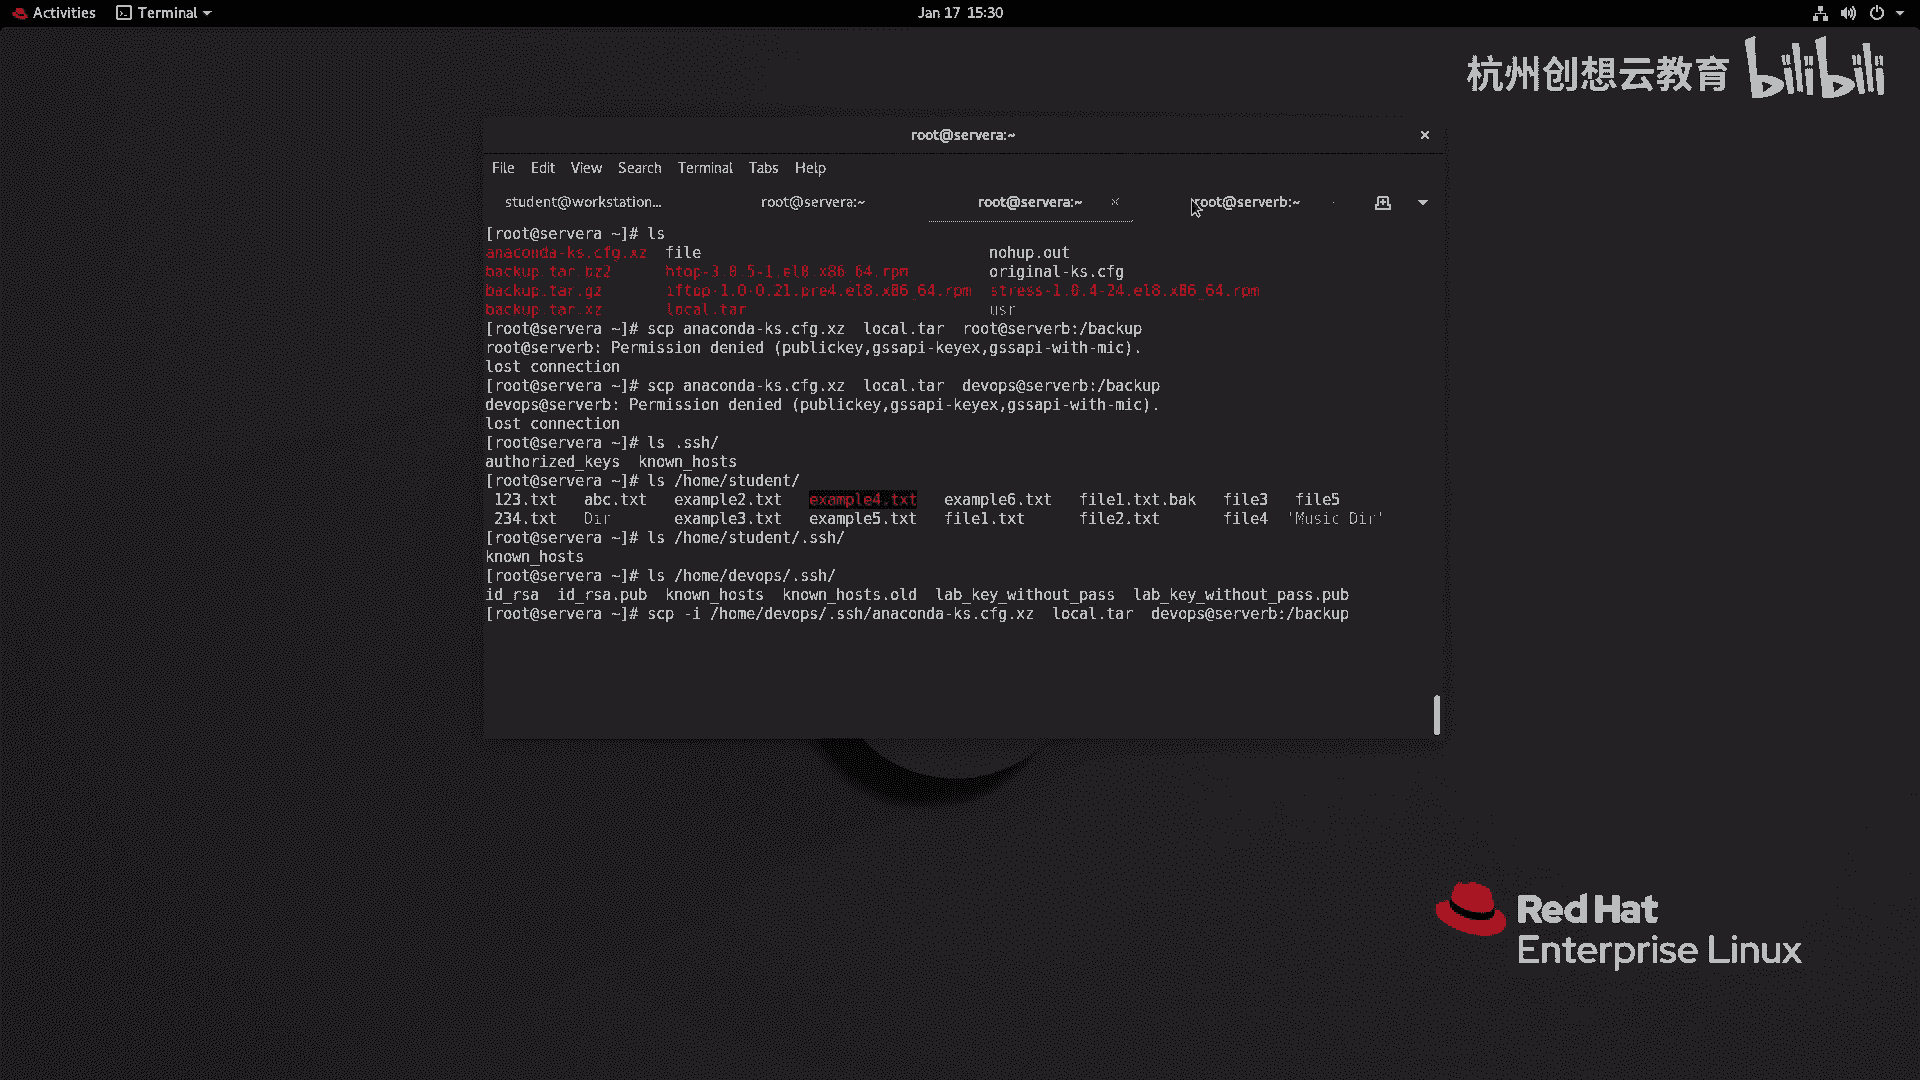 Activities Terminal Jan 17 15:30
杭州创想云教育 bilibili
root@servera:~
File Edit View Search Terminal Tabs Help
student@workstation... root@servera:~ root@servera:~ root@serverb:~
[root@servera ~]# ls
anaconda-ks.cfg.xz file nohup.out
backup.tar.bz2 htop-3.0.5-1.el8.x86_64.rpm original-ks.cfg
backup.tar.gz iftop-1.0-0.21.pre4.el8.x86_64.rpm stress-1.0.4-24.el8.x86_64.rpm
backup.tar.xz local.tar usr
[root@servera ~]# scp anaconda-ks.cfg.xz local.tar root@serverb:/backup
root@serverb: Permission denied (publickey,gssapi-keyex,gssapi-with-mic).
lost connection
[root@servera ~]# scp anaconda-ks.cfg.xz local.tar devops@serverb:/backup
devops@serverb: Permission denied (publickey,gssapi-keyex,gssapi-with-mic).
lost connection
[root@servera ~]# ls .ssh/
authorized_keys known_hosts
[root@servera ~]# ls /home/student/
123.txt abc.txt example2.txt example4.txt example6.txt file1.txt.bak file3 file5
234.txt Dir example3.txt example5.txt file1.txt file2.txt file4 'Music Dir'
[root@servera ~]# ls /home/student/.ssh/
known_hosts
[root@servera ~]# ls /home/devops/.ssh/
id_rsa id_rsa.pub known_hosts known_hosts.old lab_key_without_pass lab_key_without_pass.pub
[root@servera ~]# scp -i /home/devops/.ssh/anaconda-ks.cfg.xz local.tar devops@serverb:/backup
Red Hat
Enterprise Linux